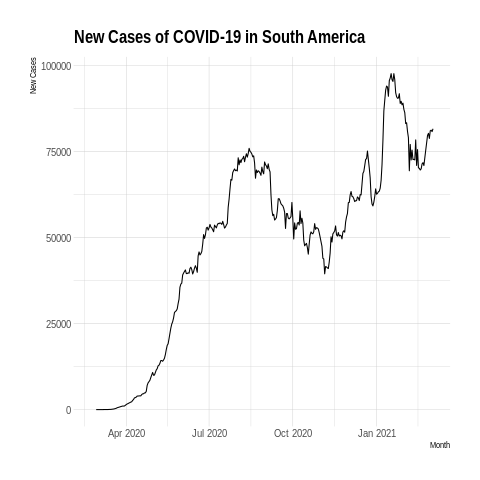 New Cases of COVID-19 in South America
New Cases
100000
75000
50000
25000
0
Apr 2020 Jul 2020 Oct 2020 Jan 2021
Month